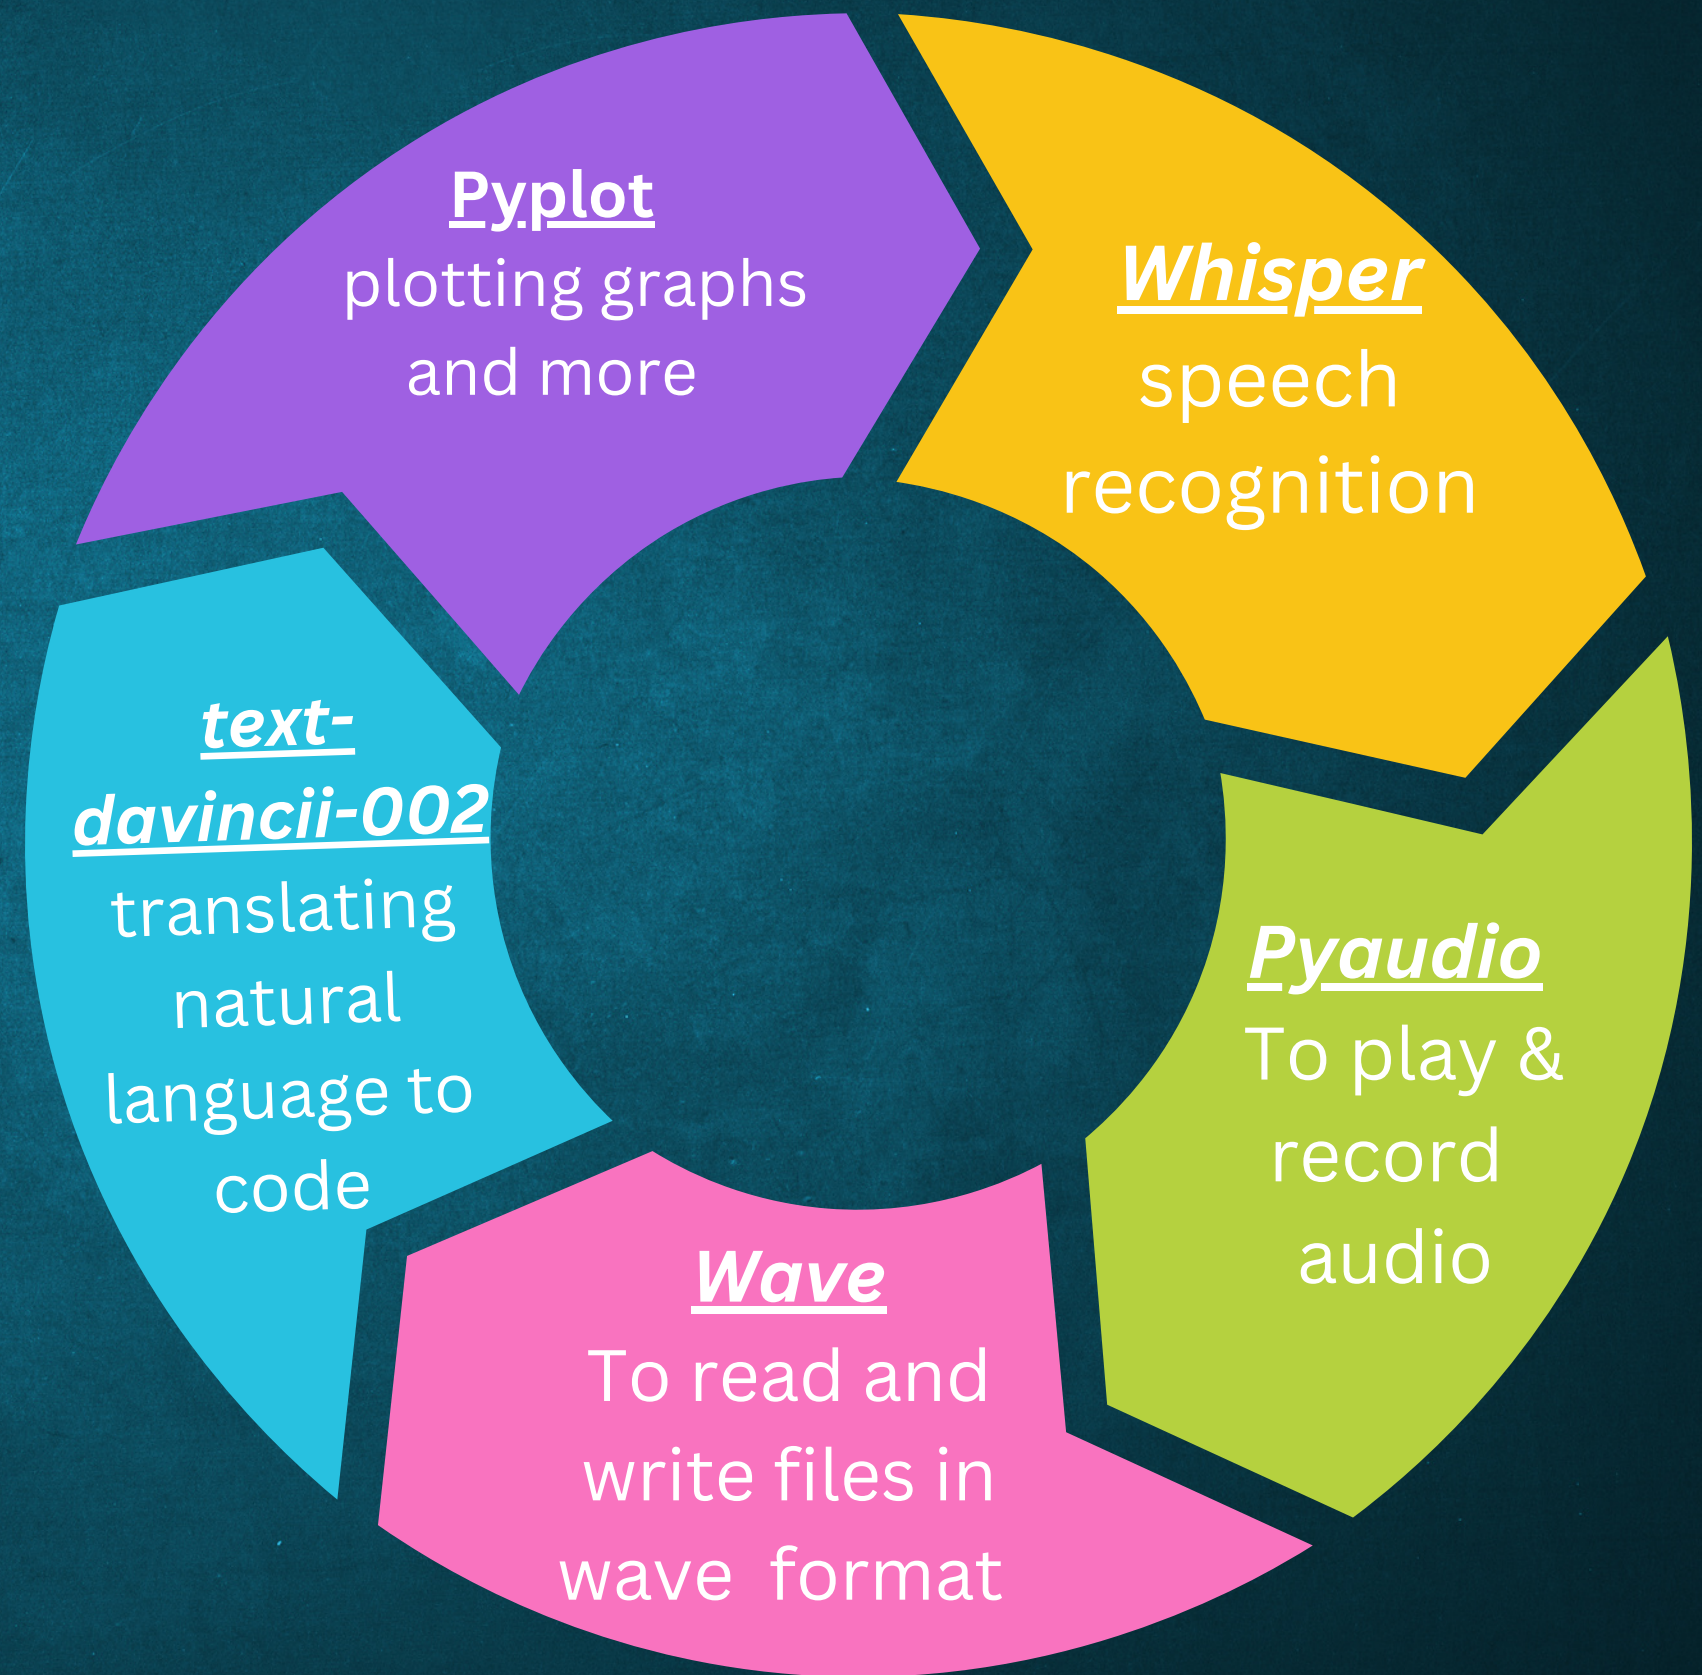 Pyplot
plotting graphs
and more
Whisper
speech
recognition
Pyaudio
To play &
record
audio
Wave
To read and
write files in
wave format
text-
davincii-002
translating
natural
language to
code